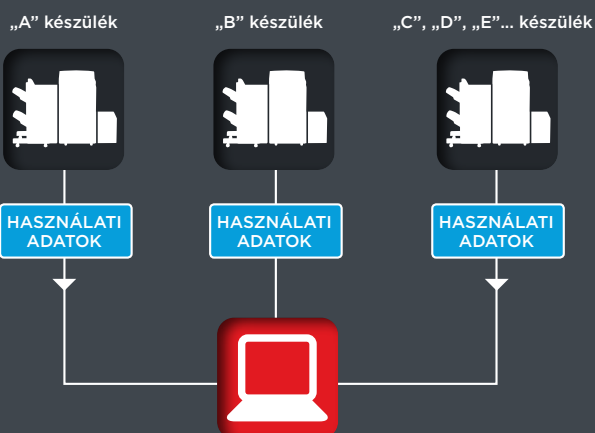 „A” készülék
„B” készülék
„C”, „D”, „E”... készülék
HASZNÁLATI
ADATOK
HASZNÁLATI
ADATOK
HASZNÁLATI
ADATOK